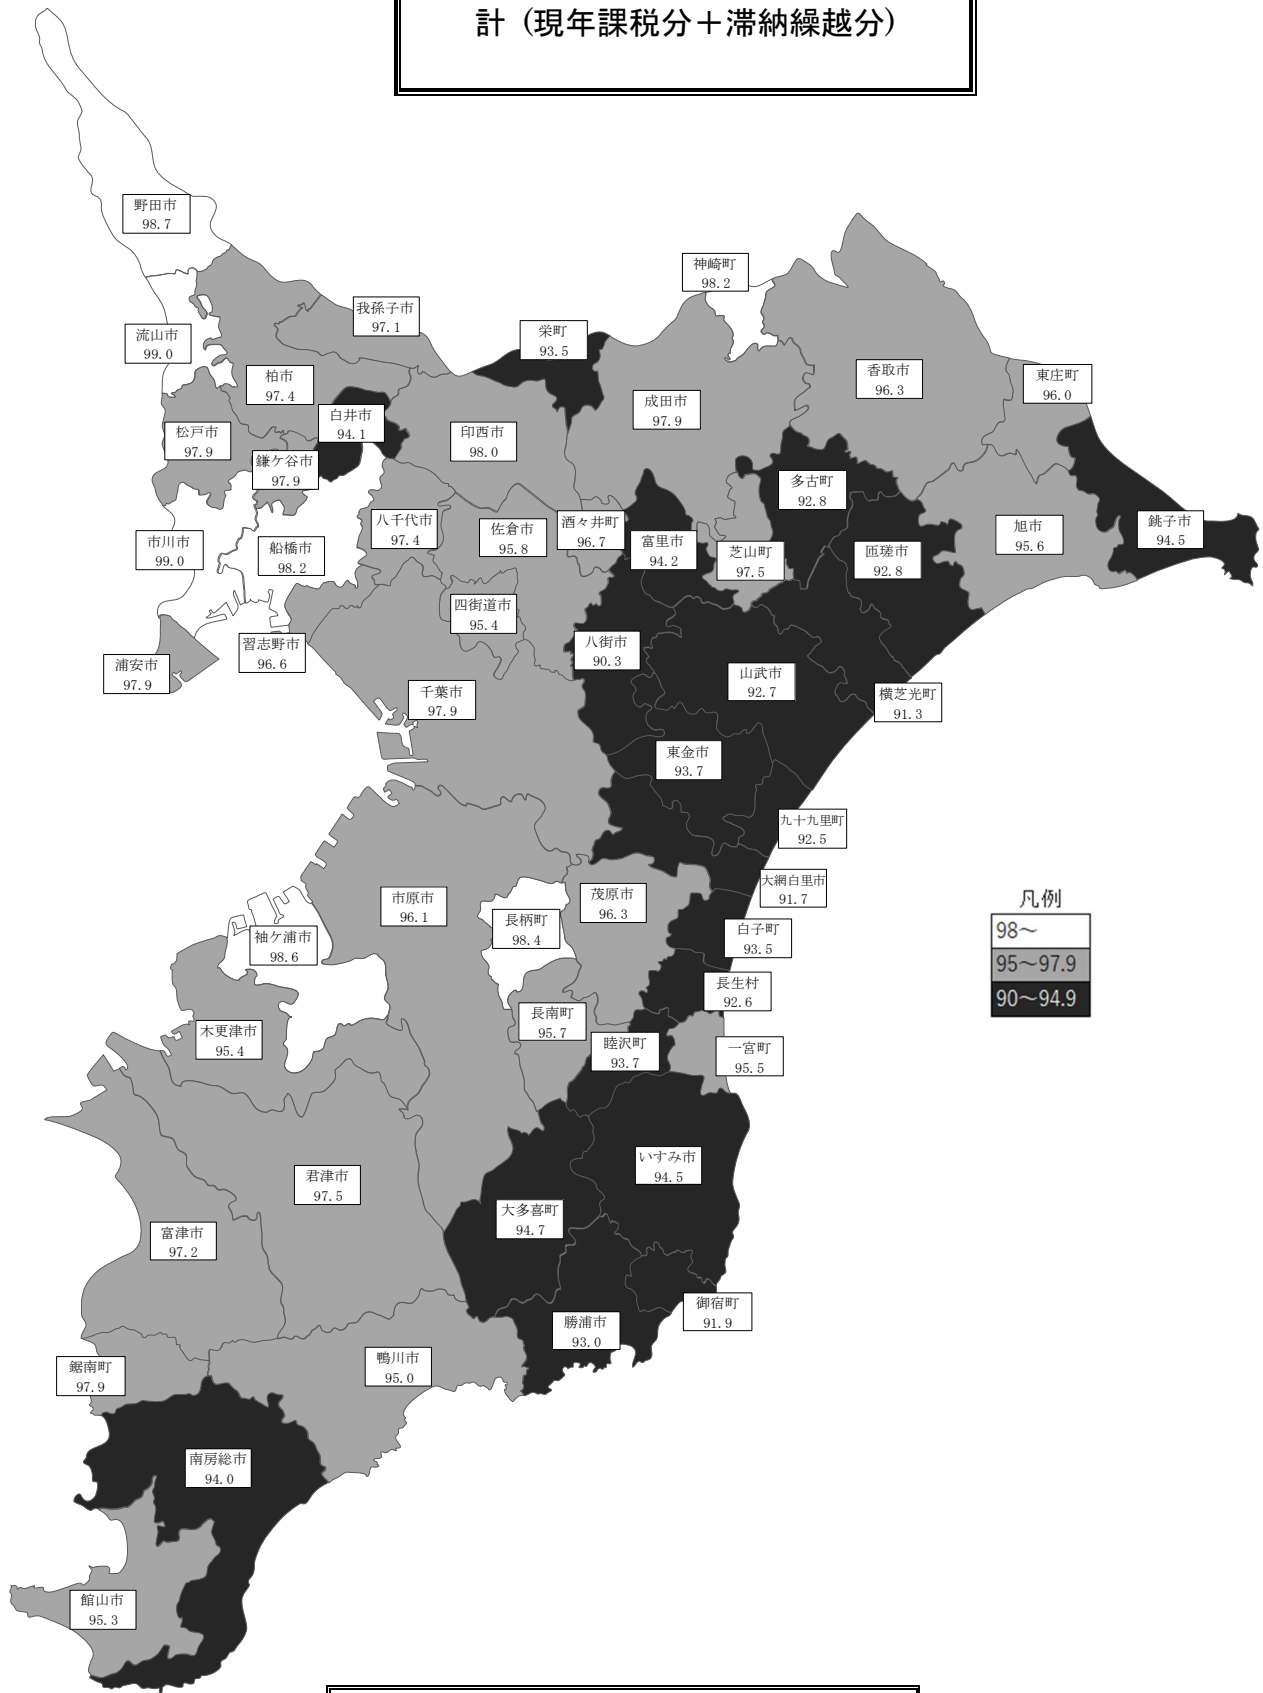 計（現年課税分＋滞納繰越分）
野田市
98.7
神崎町
98.2
我孫子市
97.1
流山市
99.0
栄町
93.5
香取市
96.3
東庄町
96.0
柏市
97.4
成田市
97.9
白井市
94.1
松戸市
97.9
印西市
98.0
鎌ケ谷市
97.9
多古町
92.8
八千代市
97.4
佐倉市
95.8
酒々井町
96.7
銚子市
94.5
旭市
95.6
市川市
99.0
船橋市
98.2
富里市
94.2
芝山町
97.5
匝瑳市
92.8
四街道市
95.4
習志野市
96.6
八街市
90.3
浦安市
97.9
山武市
92.7
千葉市
97.9
横芝光町
91.3
東金市
93.7
九十九里町
92.5
大網白里市
91.7
市原市
96.1
茂原市
96.3
凡例
98～
95～97.9
90～94.9
長柄町
98.4
袖ケ浦市
98.6
白子町
93.5
長生村
92.6
長南町
95.7
木更津市
95.4
睦沢町
93.7
一宮町
95.5
いすみ市
94.5
君津市
97.5
大多喜町
94.7
富津市
97.2
御宿町
91.9
勝浦市
93.0
鴨川市
95.0
鋸南町
97.9
南房総市
94.0
館山市
95.3